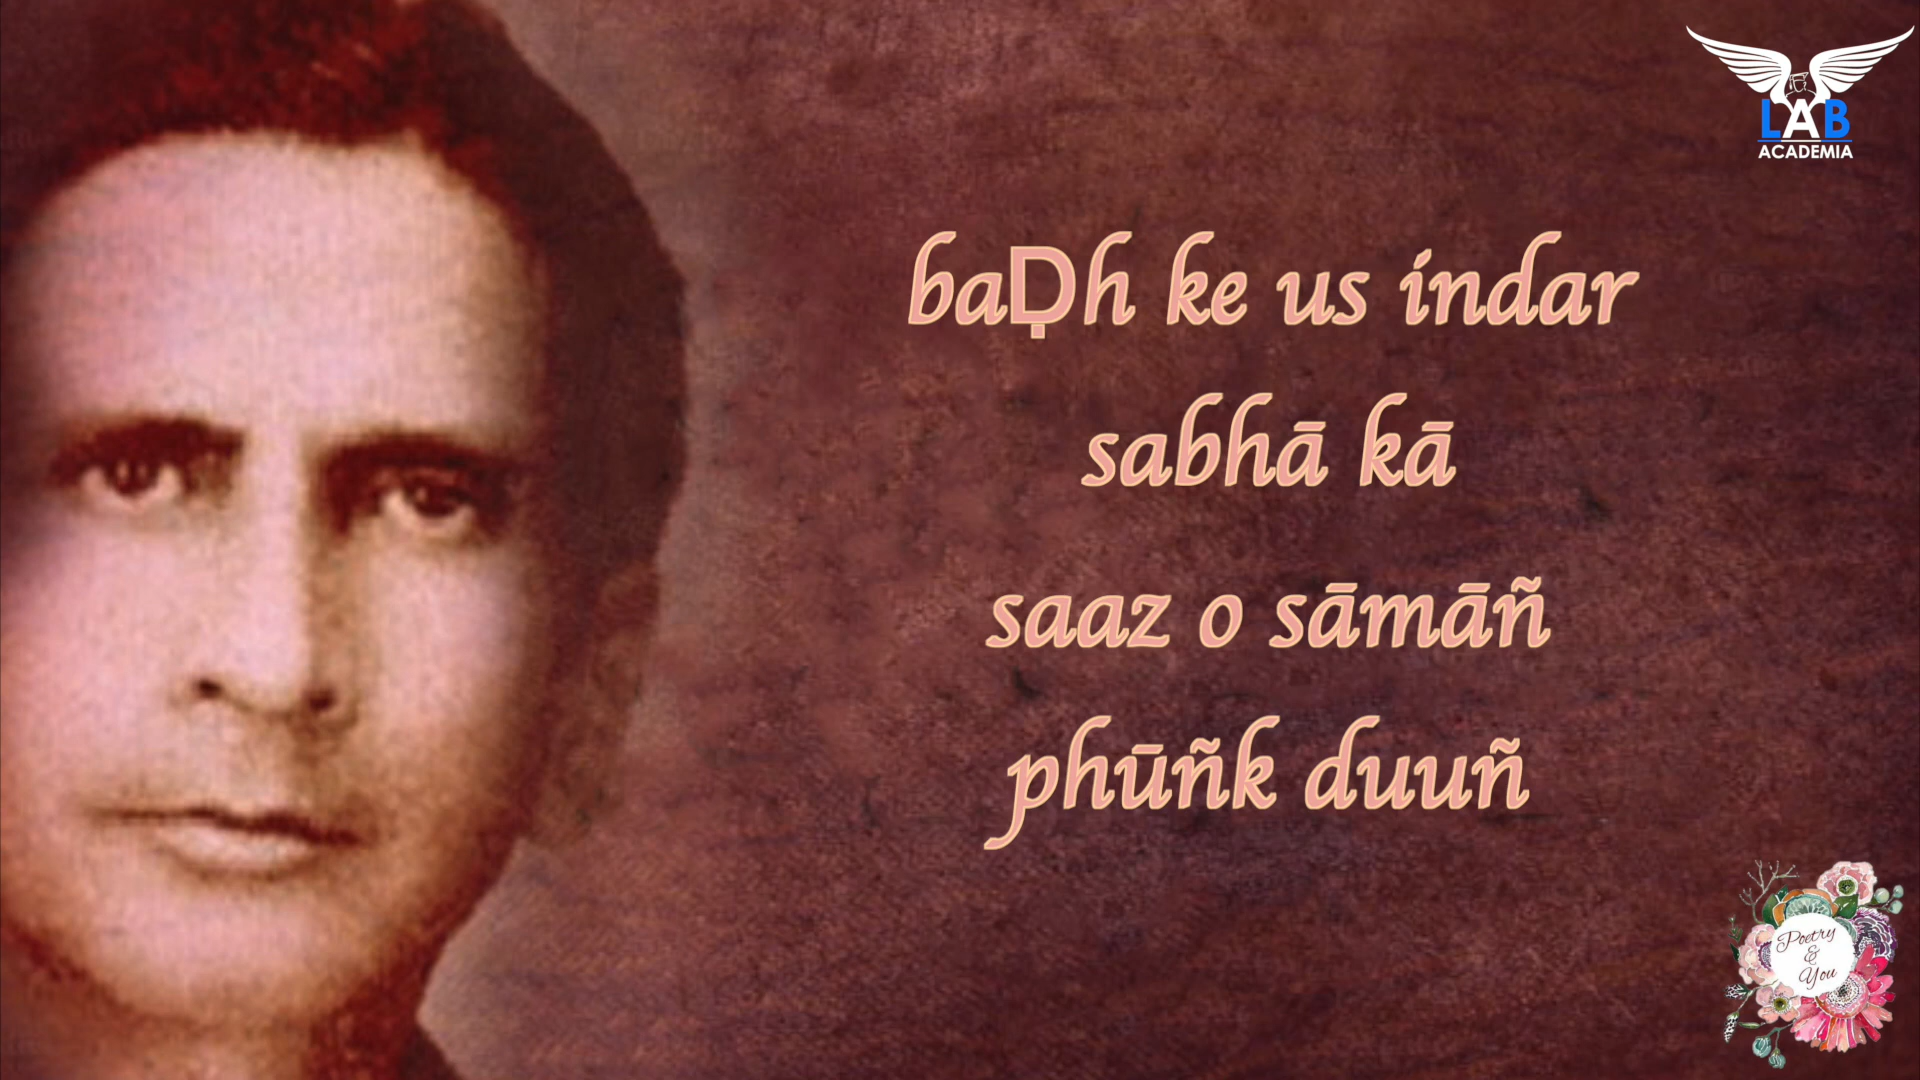 LAB
ACADEMIA
baḌh ke us indar
sabhā kā
saaz o sāmāñ
phūñk duuñ
Poetry
&
You